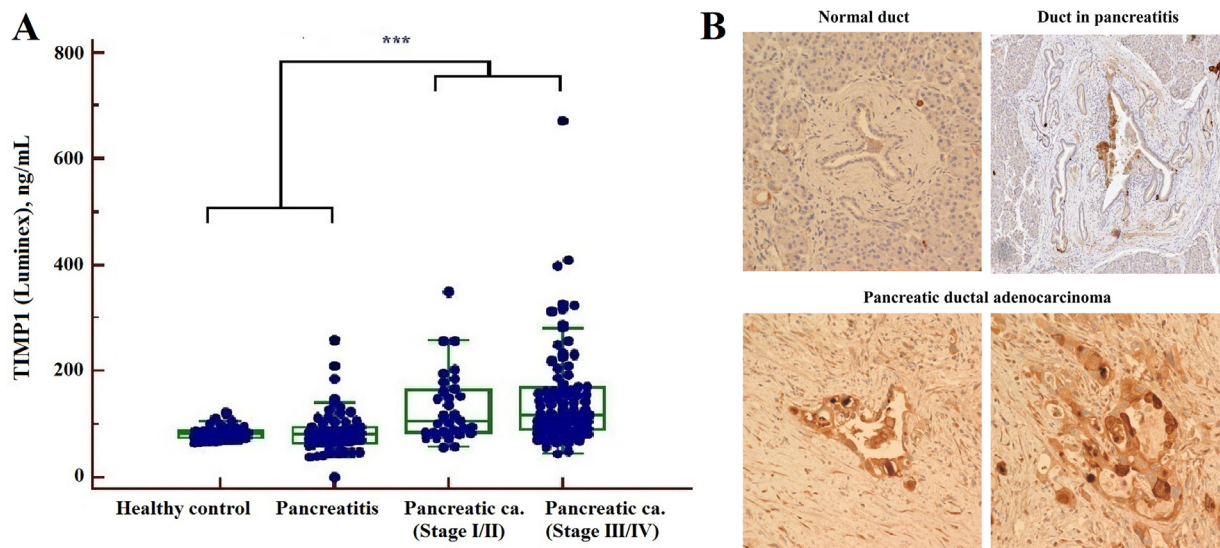 A
***
800
600
400
200
0
TIMP1 (Luminex), ng/mL
Healthy control
Pancreatitis
Pancreatic ca.
(Stage I/II)
Pancreatic ca.
(Stage III/IV)
B
Normal duct
Duct in pancreatitis
Pancreatic ductal adenocarcinoma